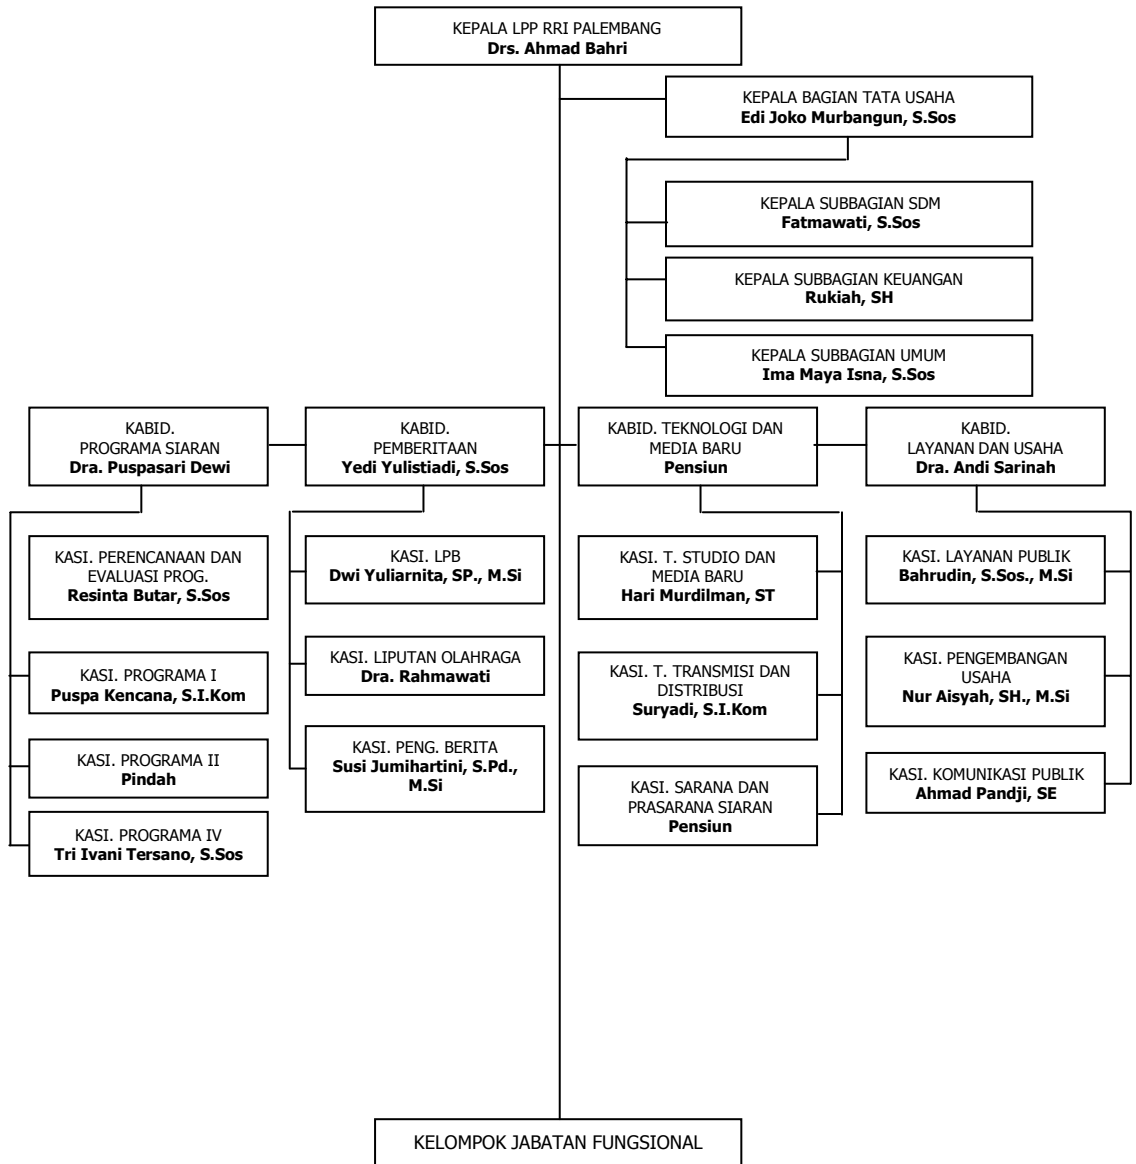 KEPALA LPP RRI PALEMBANG
Drs. Ahmad Bahri
KEPALA BAGIAN TATA USAHA
Edi Joko Murbangun, S.Sos
KEPALA SUBBAGIAN SDM
Fatmawati, S.Sos
KEPALA SUBBAGIAN KEUANGAN
Rukiah, SH
KEPALA SUBBAGIAN UMUM
Ima Maya Isna, S.Sos
KABID.
PROGRAMA SIARAN
Dra. Puspasari Dewi
KABID.
PEMBERITAAN
Yedi Yulistiadi, S.Sos
KABID. TEKNOLOGI DAN
MEDIA BARU
Pensiun
KABID.
LAYANAN DAN USAHA
Dra. Andi Sarinah
KASI. PERENCANAAN DAN
EVALUASI PROG.
Resinta Butar, S.Sos
KASI. PROGRAMA I
Puspa Kencana, S.I.Kom
KASI. PROGRAMA II
Pindah
KASI. PROGRAMA IV
Tri Ivani Tersano, S.Sos
KASI. LPB
Dwi Yuliarnita, SP., M.Si
KASI. LIPUTAN OLAHRAGA
Dra. Rahmawati
KASI. PENG. BERITA
Susi Jumihartini, S.Pd.,
M.Si
KASI. T. STUDIO DAN
MEDIA BARU
Hari Murdilman, ST
KASI. T. TRANSMISI DAN
DISTRIBUSI
Suryadi, S.I.Kom
KASI. SARANA DAN
PRASARANA SIARAN
Pensiun
KASI. LAYANAN PUBLIK
Bahrudin, S.Sos., M.Si
KASI. PENGEMBANGAN
USAHA
Nur Aisyah, SH., M.Si
KASI. KOMUNIKASI PUBLIK
Ahmad Pandji, SE
KELOMPOK JABATAN FUNGSIONAL